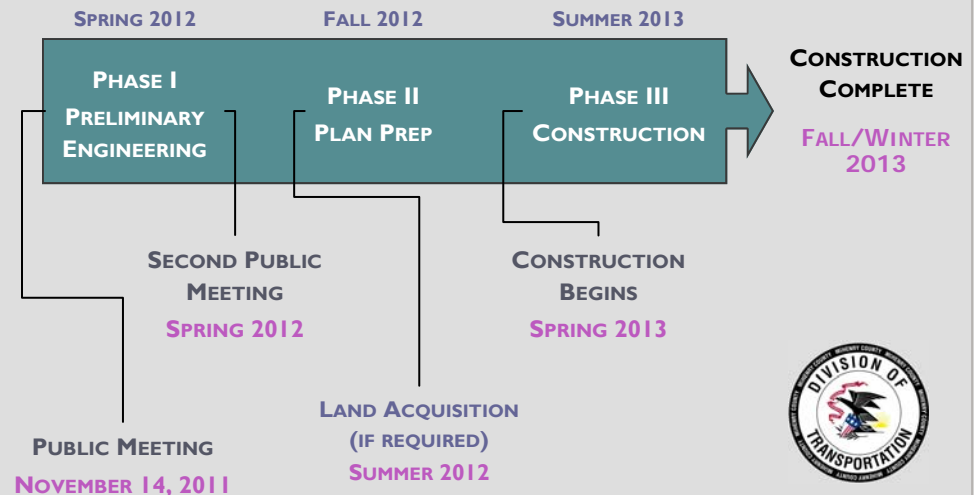 SPRING 2012
FALL 2012
SUMMER 2013
PHASE I
PRELIMINARY
ENGINEERING
PHASE II
PLAN PREP
PHASE III
CONSTRUCTION
CONSTRUCTION
COMPLETE
FALL/WINTER
2013
SECOND PUBLIC
MEETING
SPRING 2012
CONSTRUCTION
BEGINS
SPRING 2013
LAND ACQUISITION
(IF REQUIRED)
SUMMER 2012
PUBLIC MEETING
NOVEMBER 14, 2011
DIVISION OF
TRANSPORTATION
MCHENRY COUNTY